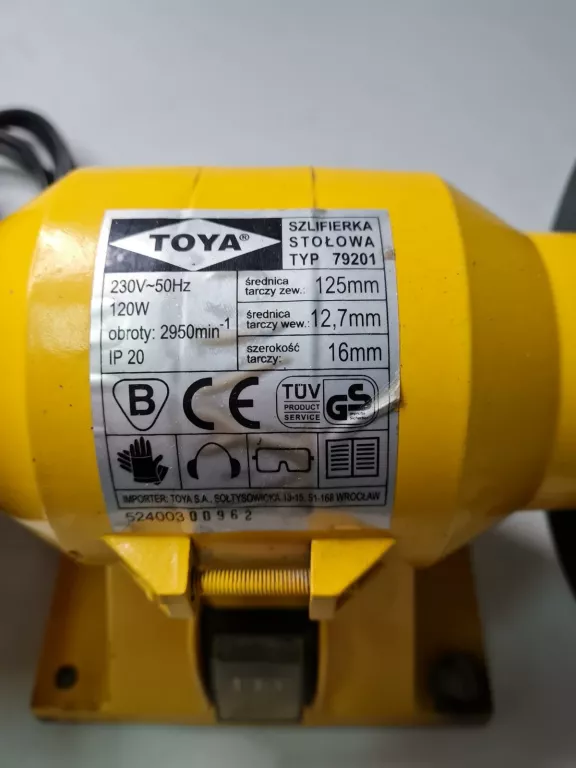 TOYA®
SZLIFIERKA
STOŁOWA
TYP 79201
230V~50Hz
120W
obroty: 2950min-1
IP 20
średnica
tarczy zew.: 125mm
średnica
tarczy wew.: 12,7mm
szerokość
tarczy: 16mm
B
CE
TÜV
PRODUCT
SERVICE
GS
IMPORTER: TOYA S.A., SOŁTYSOWICKA 13-15, 51-168 WROCŁAW
52400300962